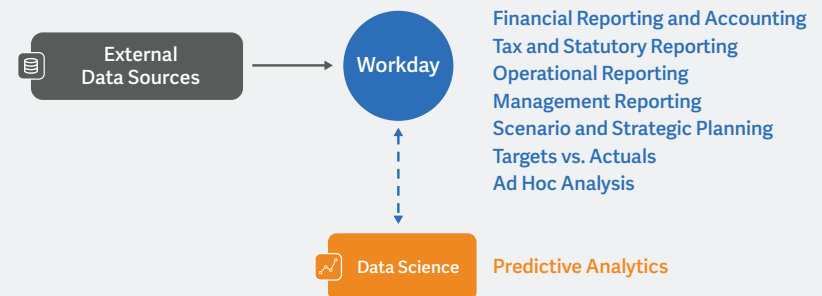 External
Data Sources
Workday
Financial Reporting and Accounting
Tax and Statutory Reporting
Operational Reporting
Management Reporting
Scenario and Strategic Planning
Targets vs. Actuals
Ad Hoc Analysis
Data Science
Predictive Analytics